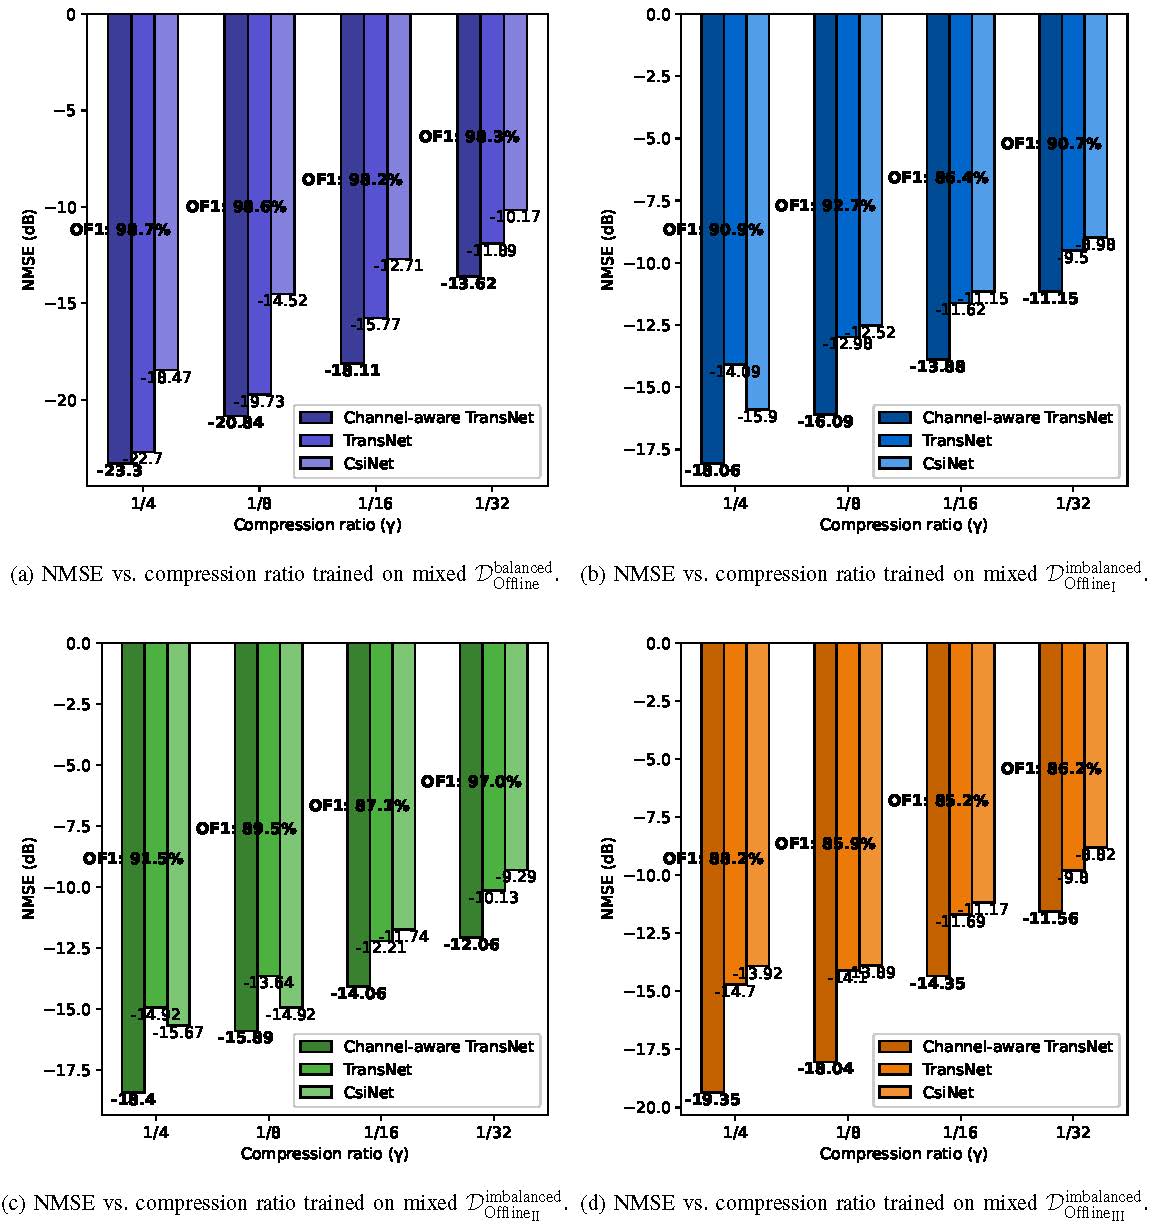 0
−5
−10
−15
−20
NMSE (dB)
OF1: 98.7%
OF1: 98.6%
OF1: 98.2%
OF1: 98.3%
-23.3
-22.7
-18.47
-20.84
-19.73
-14.52
-18.11
-15.77
-12.71
-13.62
-11.89
-10.17
Channel-aware TransNet
TransNet
CsiNet
1/4
1/8
1/16
1/32
Compression ratio (γ)
(a) NMSE vs. compression ratio trained on mixed 𝒟^balanced_Offline.
0.0
−2.5
−5.0
−7.5
−10.0
−12.5
−15.0
−17.5
NMSE (dB)
OF1: 90.9%
OF1: 92.7%
OF1: 86.4%
OF1: 90.7%
-18.06
-14.09
-15.9
-16.09
-12.98
-12.52
-13.88
-11.62
-11.15
-11.15
-9.5
-8.98
Channel-aware TransNet
TransNet
CsiNet
1/4
1/8
1/16
1/32
Compression ratio (γ)
(b) NMSE vs. compression ratio trained on mixed 𝒟^imbalanced_Offline_I.
0.0
−2.5
−5.0
−7.5
−10.0
−12.5
−15.0
−17.5
NMSE (dB)
OF1: 91.5%
OF1: 89.5%
OF1: 87.1%
OF1: 97.0%
-18.4
-14.92
-15.67
-15.89
-13.64
-14.92
-14.06
-12.21
-11.74
-12.06
-10.13
-9.29
Channel-aware TransNet
TransNet
CsiNet
1/4
1/8
1/16
1/32
Compression ratio (γ)
(c) NMSE vs. compression ratio trained on mixed 𝒟^imbalanced_Offline_II.
0.0
−2.5
−5.0
−7.5
−10.0
−12.5
−15.0
−17.5
−20.0
NMSE (dB)
OF1: 88.2%
OF1: 85.9%
OF1: 85.2%
OF1: 86.2%
-19.35
-14.7
-13.92
-18.04
-14.1
-13.89
-14.35
-11.69
-11.17
-11.56
-9.8
-8.82
Channel-aware TransNet
TransNet
CsiNet
1/4
1/8
1/16
1/32
Compression ratio (γ)
(d) NMSE vs. compression ratio trained on mixed 𝒟^imbalanced_Offline_III.